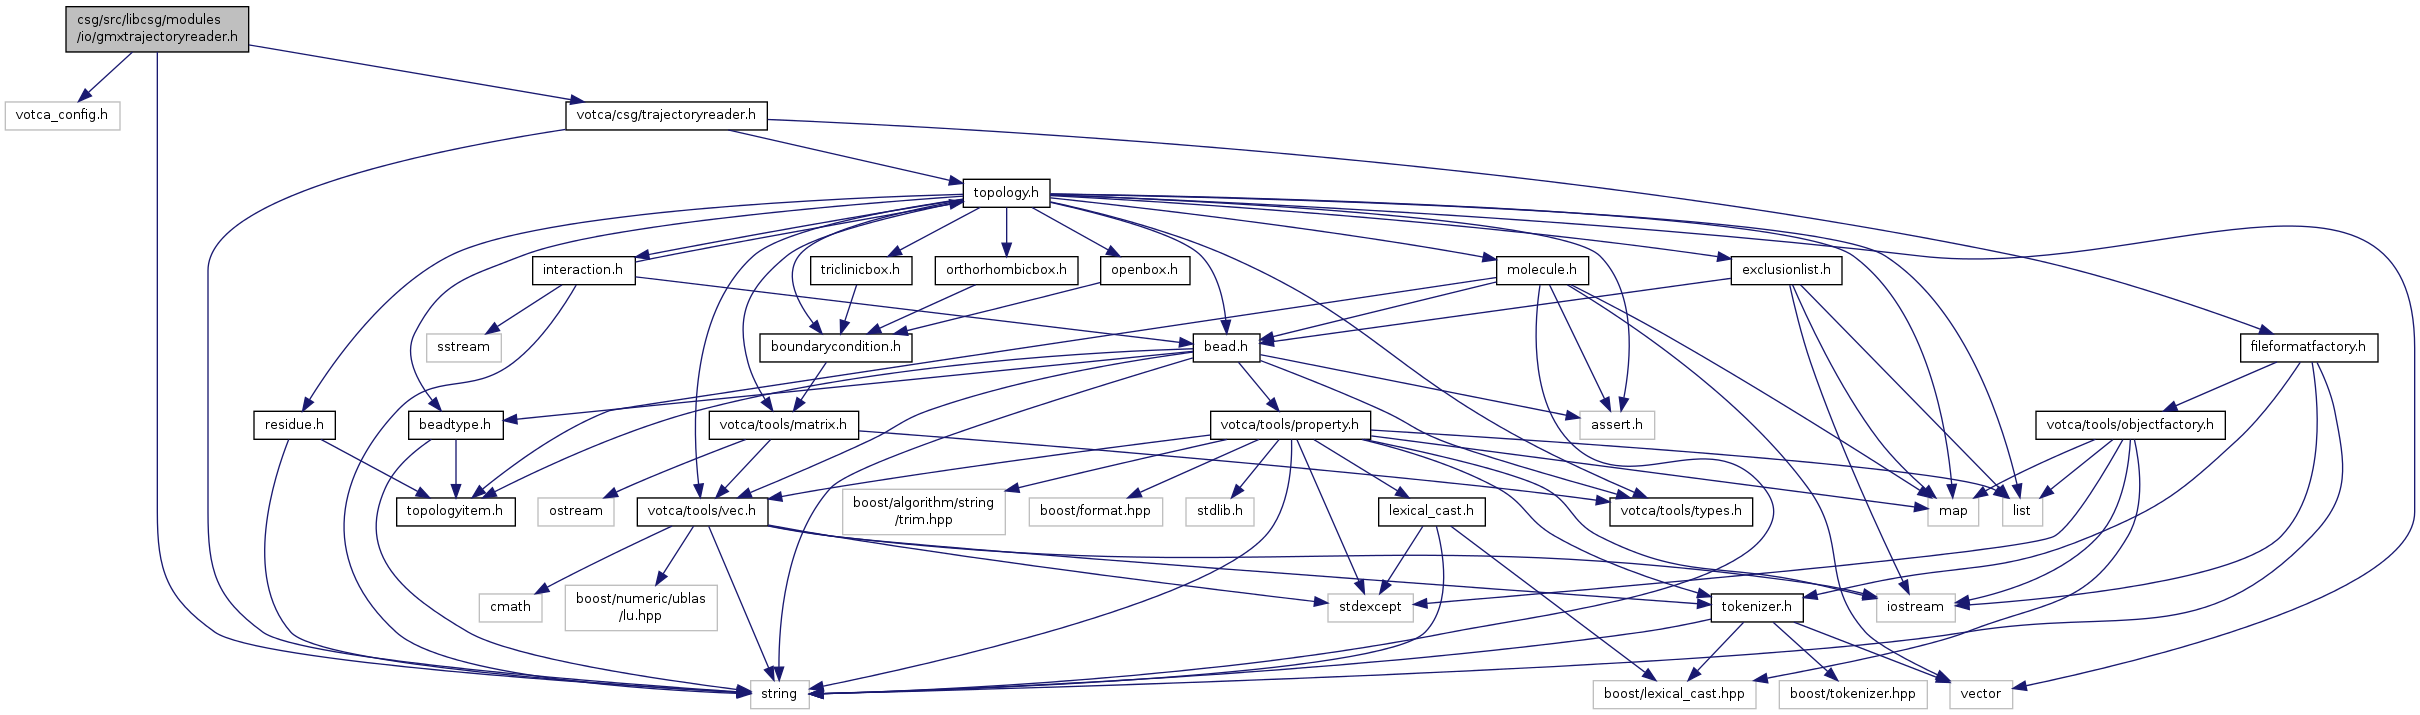 csg/src/libcsg/modules
/io/gmxtrajectoryreader.h
votca_config.h
votca/csg/trajectoryreader.h
topology.h
interaction.h
triclinicbox.h
orthorhombicbox.h
openbox.h
molecule.h
exclusionlist.h
sstream
boundarycondition.h
bead.h
fileformatfactory.h
residue.h
beadtype.h
votca/tools/matrix.h
votca/tools/property.h
assert.h
votca/tools/objectfactory.h
topologyitem.h
ostream
votca/tools/vec.h
boost/algorithm/string
/trim.hpp
boost/format.hpp
stdlib.h
lexical_cast.h
votca/tools/types.h
map
list
cmath
boost/numeric/ublas
/lu.hpp
stdexcept
tokenizer.h
iostream
string
boost/lexical_cast.hpp
boost/tokenizer.hpp
vector